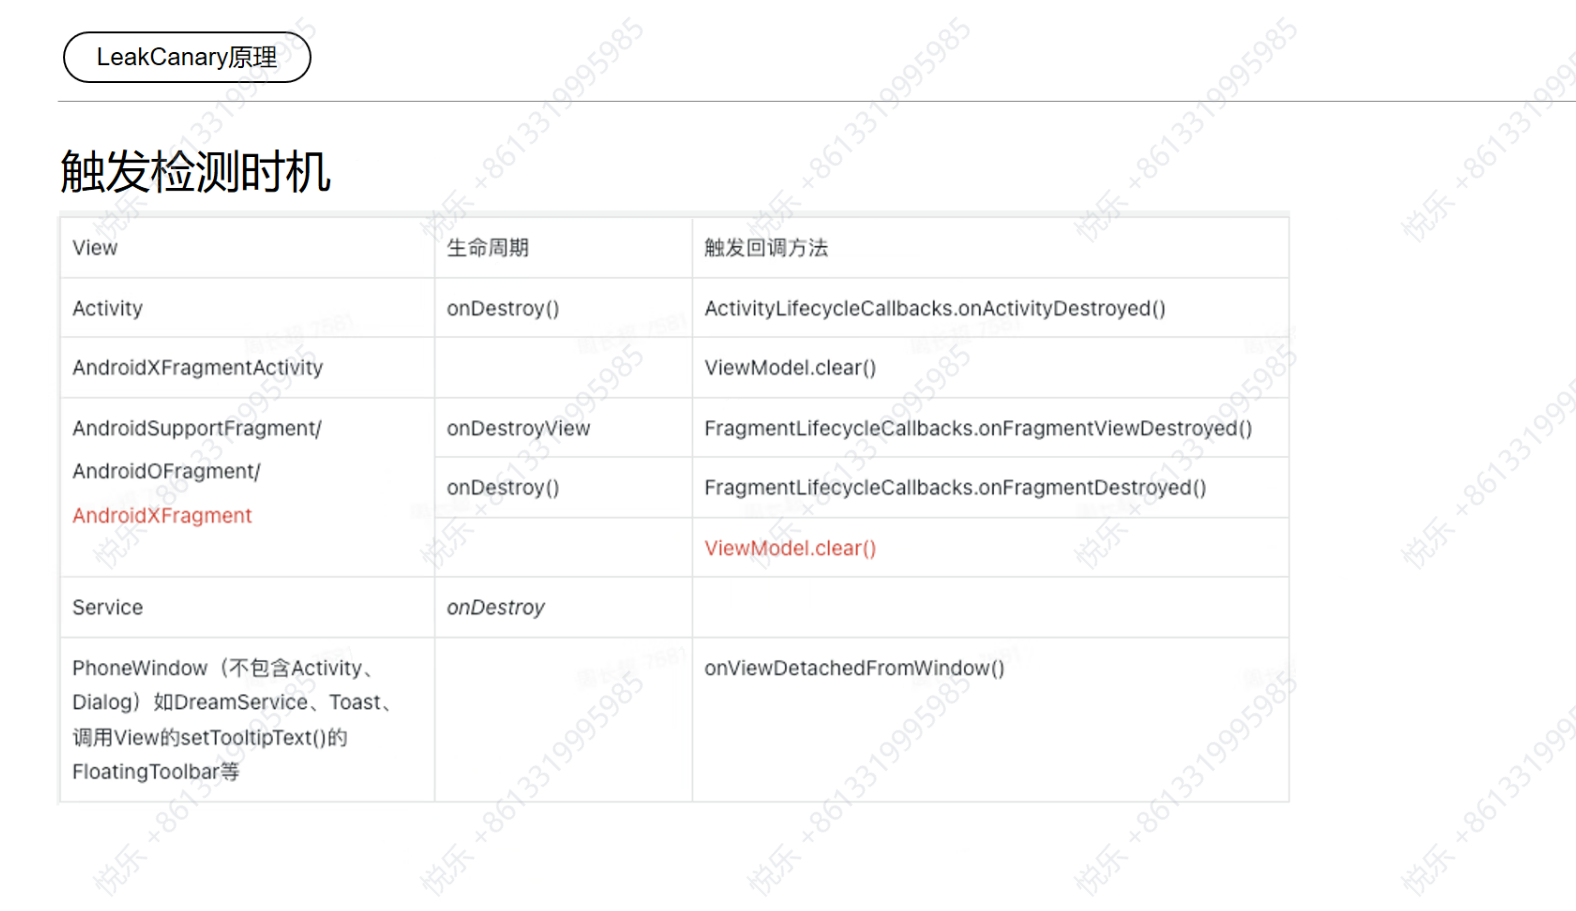 LeakCanary原理
触发检测时机
View 生命周期 触发回调方法
Activity onDestroy() ActivityLifecycleCallbacks.onActivityDestroyed()
AndroidXFragmentActivity ViewModel.clear()
AndroidSupportFragment/ onDestroyView FragmentLifecycleCallbacks.onFragmentViewDestroyed()
AndroidOFragment/
onDestroy() FragmentLifecycleCallbacks.onFragmentDestroyed()
AndroidXFragment
ViewModel.clear()
Service onDestroy
PhoneWindow（不包含Activity、 onViewDetachedFromWindow()
Dialog）如DreamService、Toast、
调用View的setTooltipText()的
FloatingToolbar等
悦乐 +8613319995985